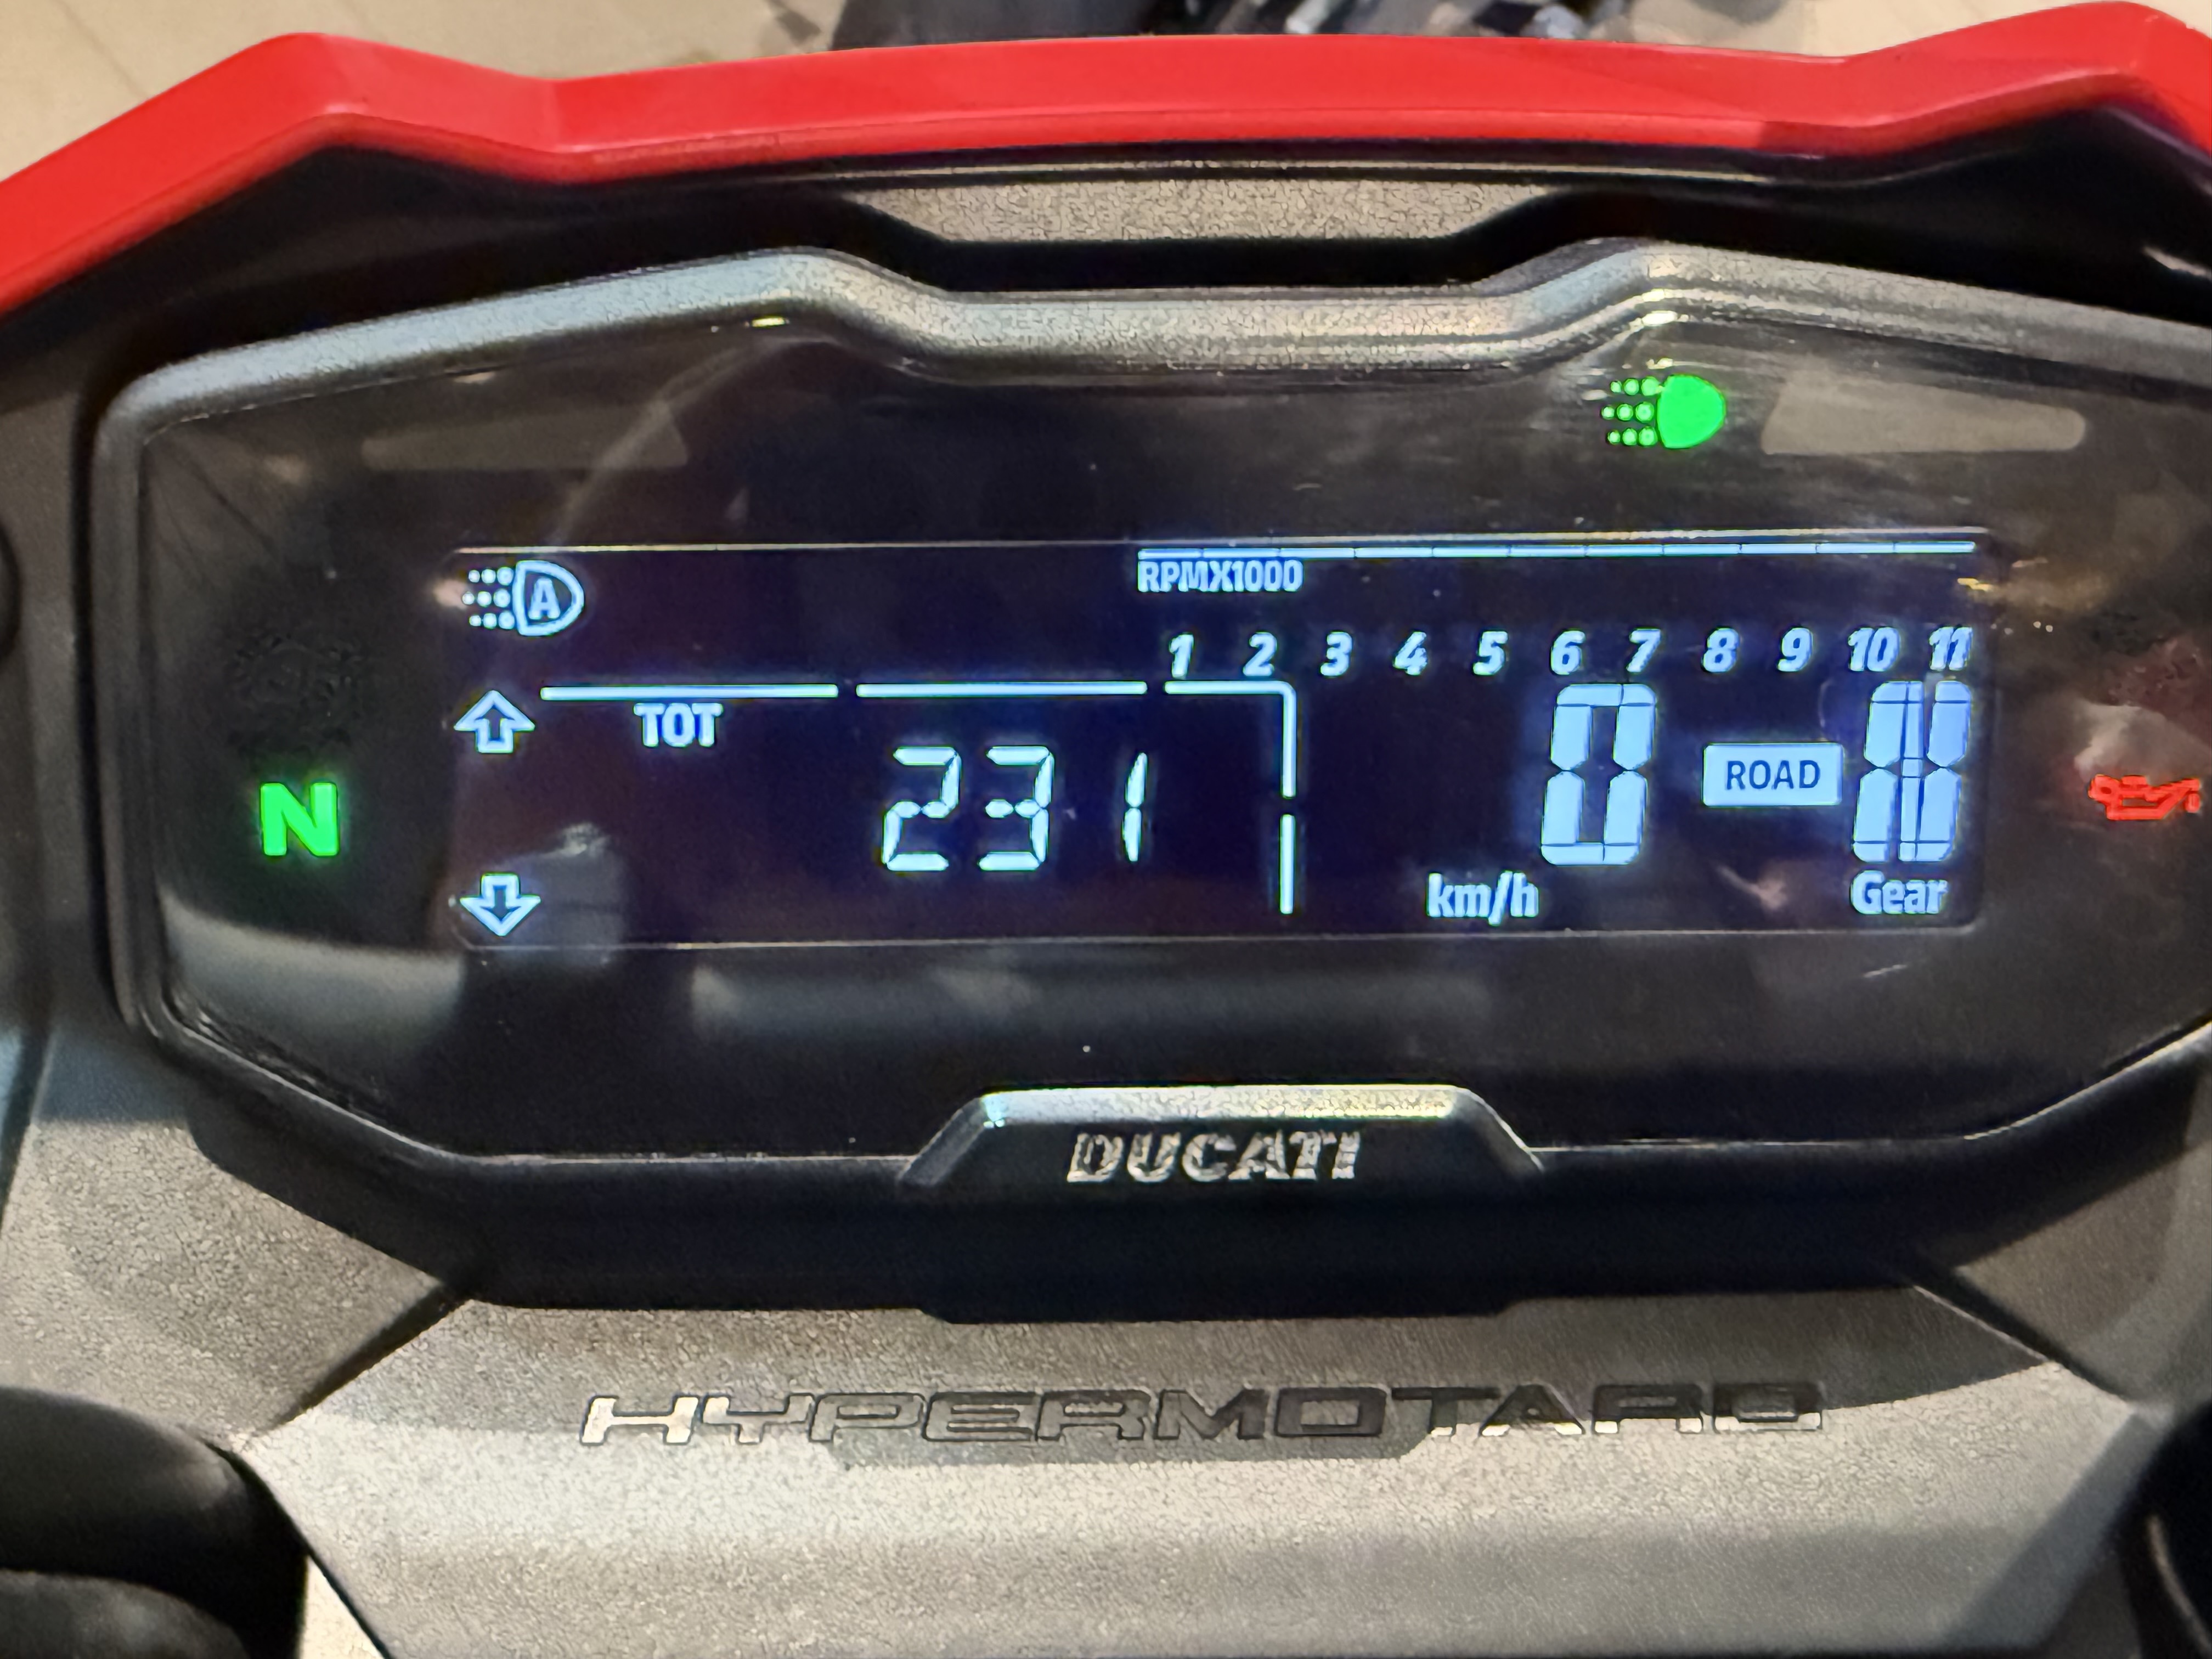 A
RPMX1000
1 2 3 4 5 6 7 8 9 10 11
TOT
N
231
0
ROAD
N
km/h
Gear
DUCATI
HYPERMOTARD